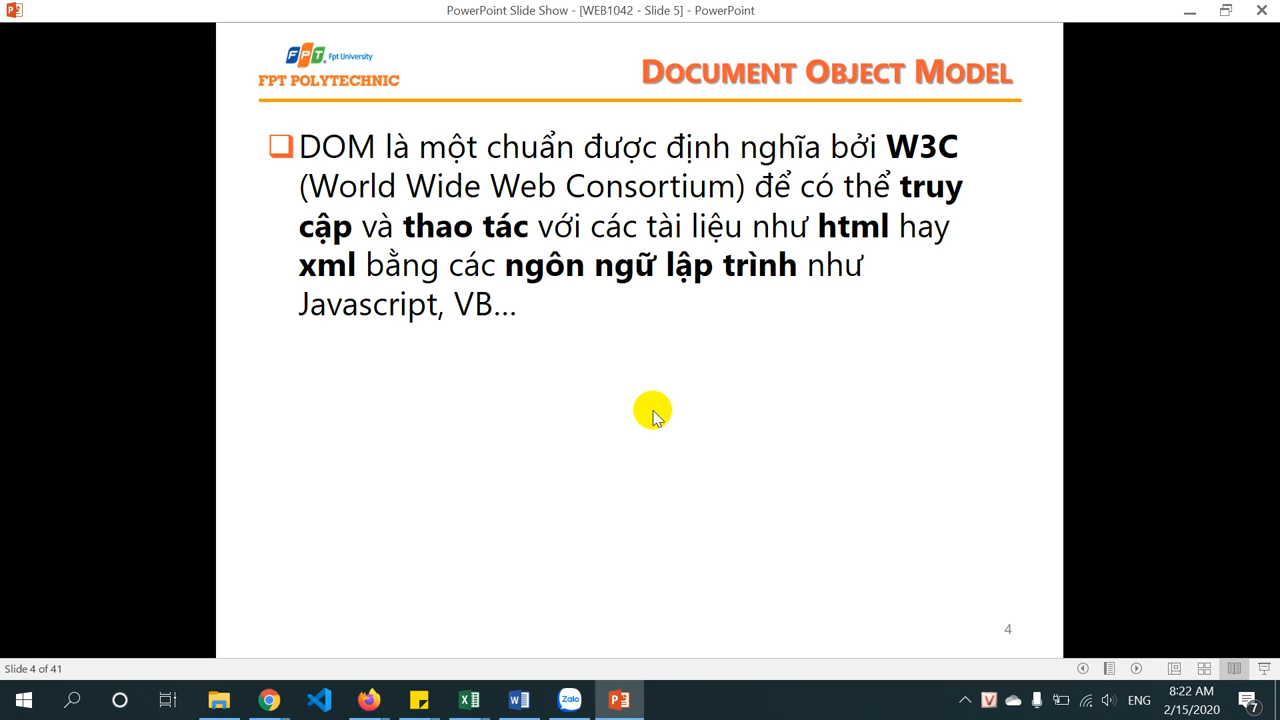 PowerPoint Slide Show - [WEB1042 - Slide 5] - PowerPoint
FPT Fpt University
FPT POLYTECHNIC
DOCUMENT OBJECT MODEL
DOM là một chuẩn được định nghĩa bởi W3C
(World Wide Web Consortium) để có thể truy
cập và thao tác với các tài liệu như html hay
xml bằng các ngôn ngữ lập trình như
Javascript, VB...
4
Slide 4 of 41
Zalo
ENG
8:22 AM
2/15/2020
7